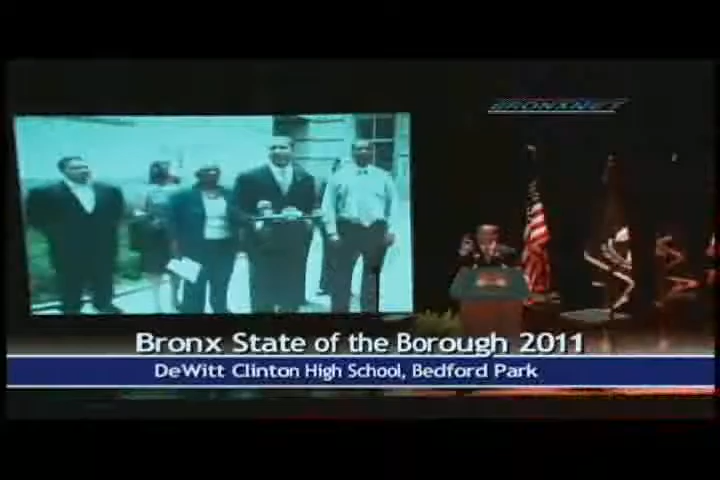 BRONXNET
Bronx State of the Borough 2011
DeWitt Clinton High School, Bedford Park